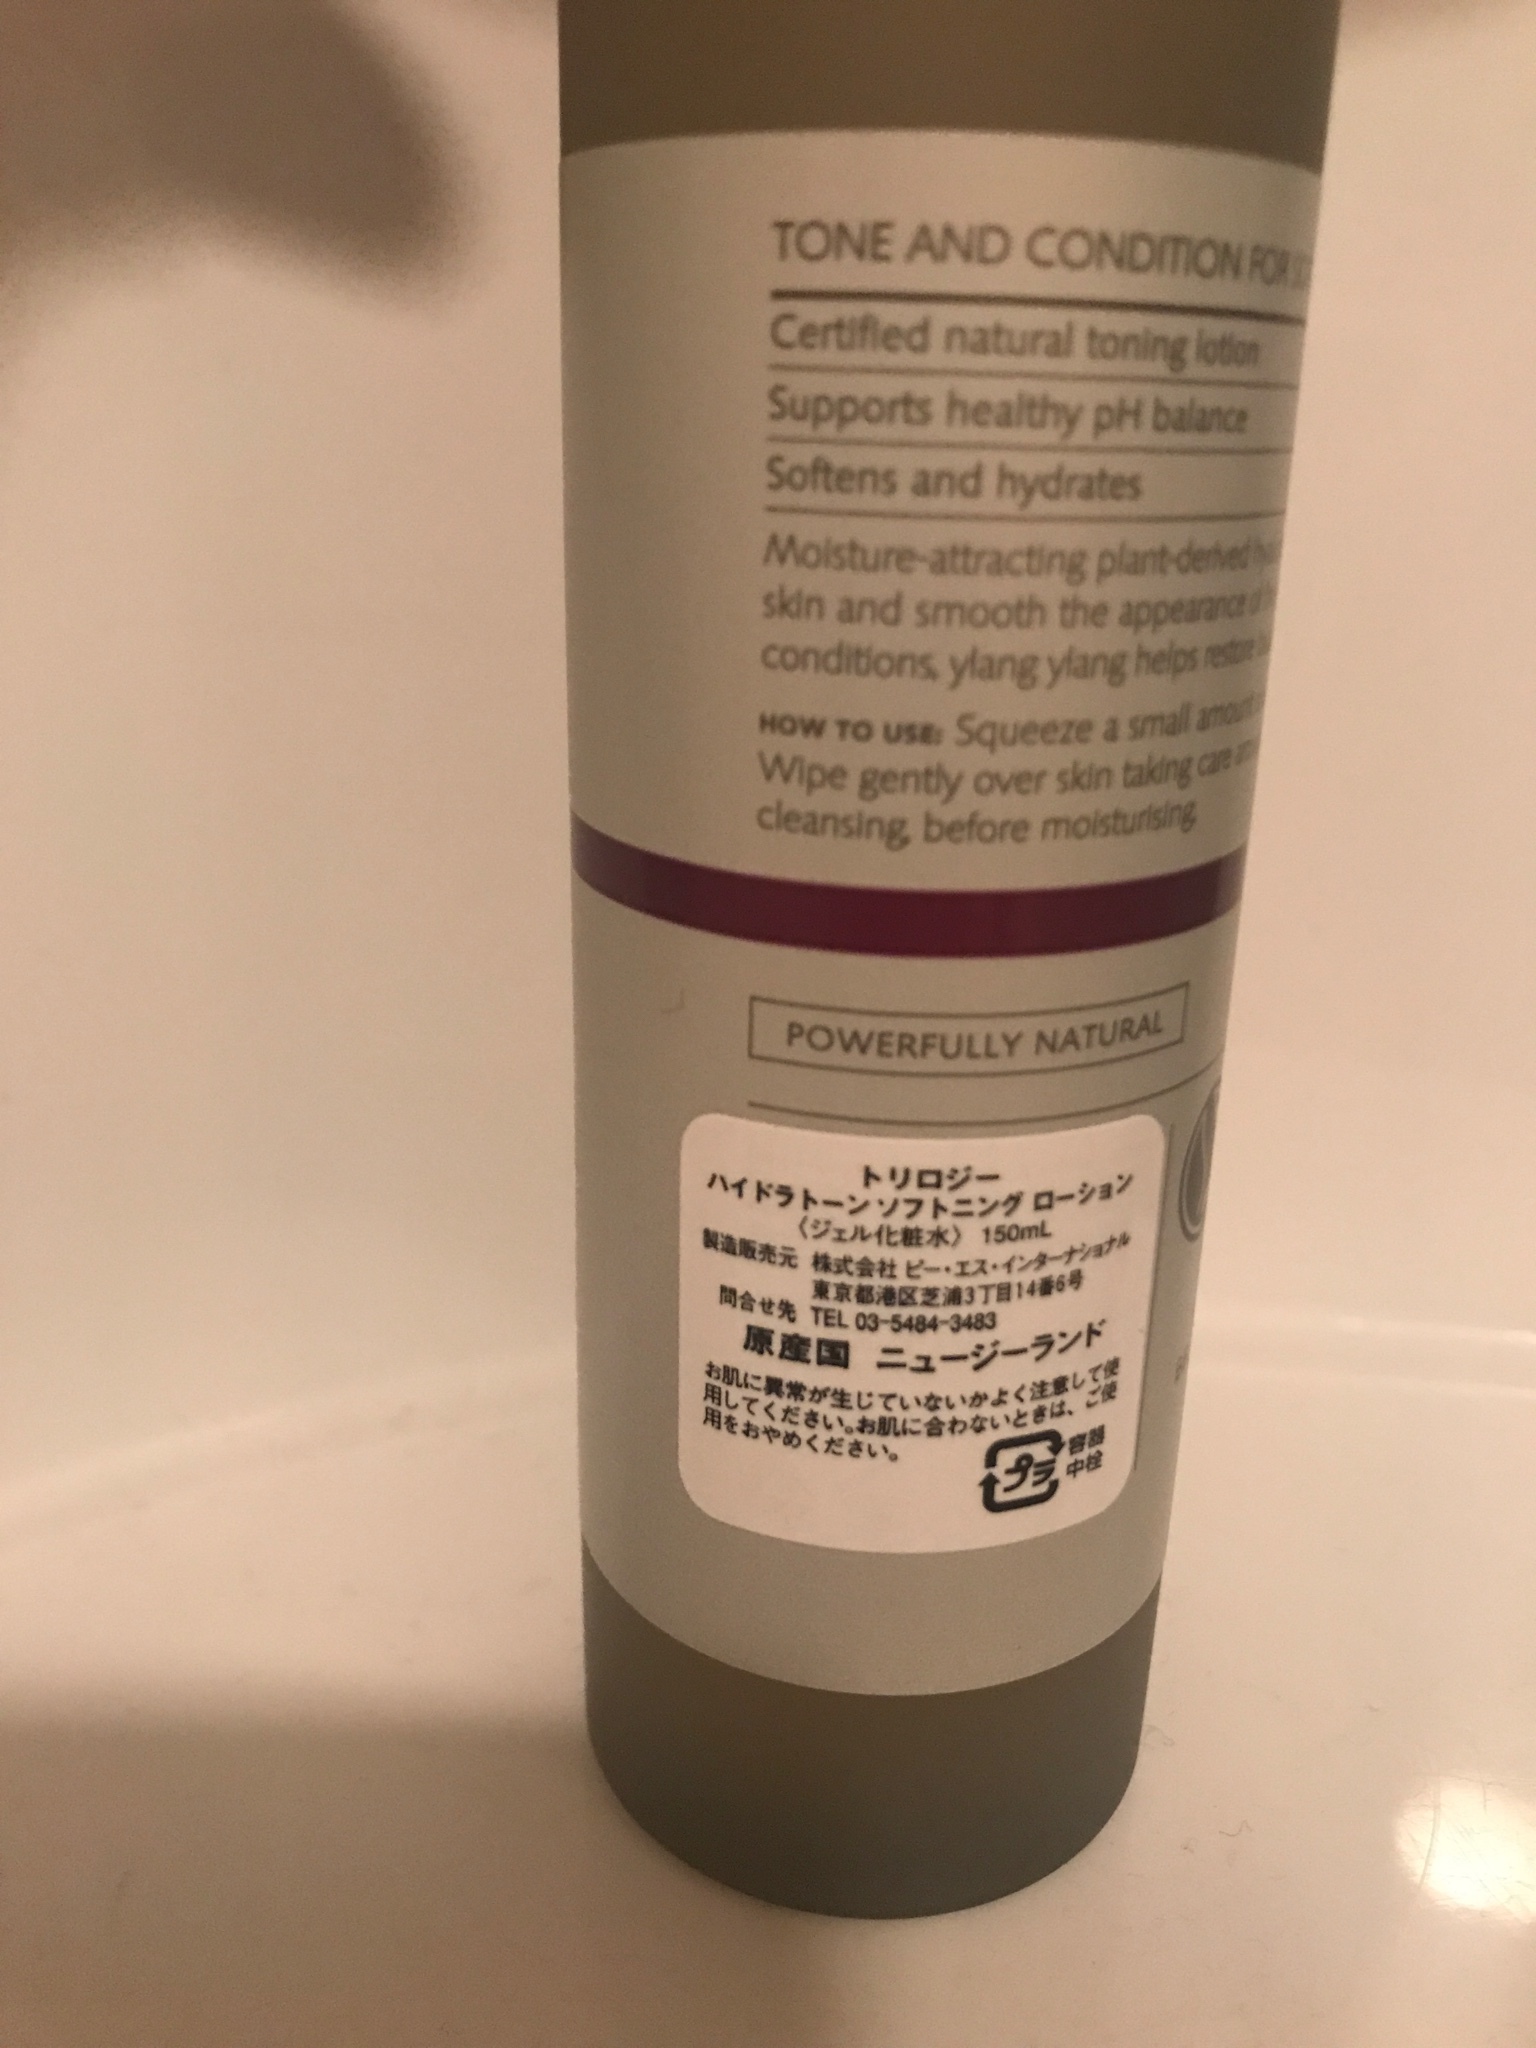 TONE AND CONDITION FOR
Certified natural toning lotion
Supports healthy pH balance
Softens and hydrates
Moisture-attracting plant-derived
skin and smooth the appearance of
conditions, ylang ylang helps restore
HOW TO USE: Squeeze a small amount
Wipe gently over skin taking care
cleansing, before moisturising.
POWERFULLY NATURAL
トリロジー
ハイドラトーン ソフトニング ローション
〈ジェル化粧水〉 150mL
製造販売元 株式会社 ピー・エス・インターナショナル
東京都港区芝浦3丁目14番6号
問合せ先 TEL 03-5484-3483
原産国 ニュージーランド
お肌に異常が生じていないかよく注意して使
用してください。お肌に合わないときは、ご使
用をおやめください。
プラ 容器
中栓